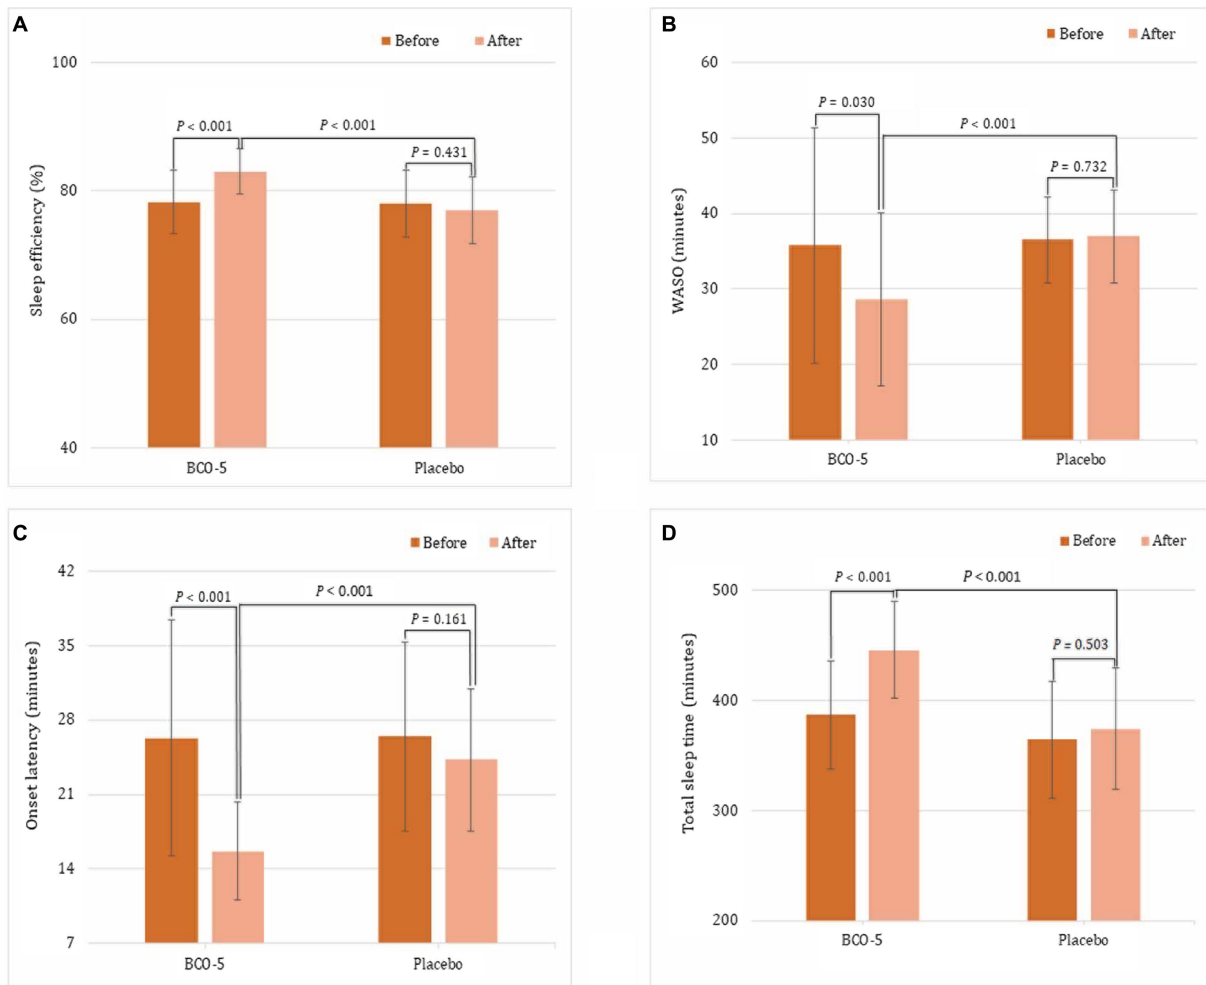 A
Before After
100
80
60
40
Sleep efficiency (%)
P < 0.001
P < 0.001
P = 0.431
BCO-5 Placebo
B
Before After
60
50
40
30
20
10
WASO (minutes)
P = 0.030
P < 0.001
P = 0.732
BCO-5 Placebo
C
Before After
42
35
28
21
14
7
Onset latency (minutes)
P < 0.001
P < 0.001
P = 0.161
BCO-5 Placebo
D
Before After
500
400
300
200
Total sleep time (minutes)
P < 0.001
P < 0.001
P = 0.503
BCO-5 Placebo